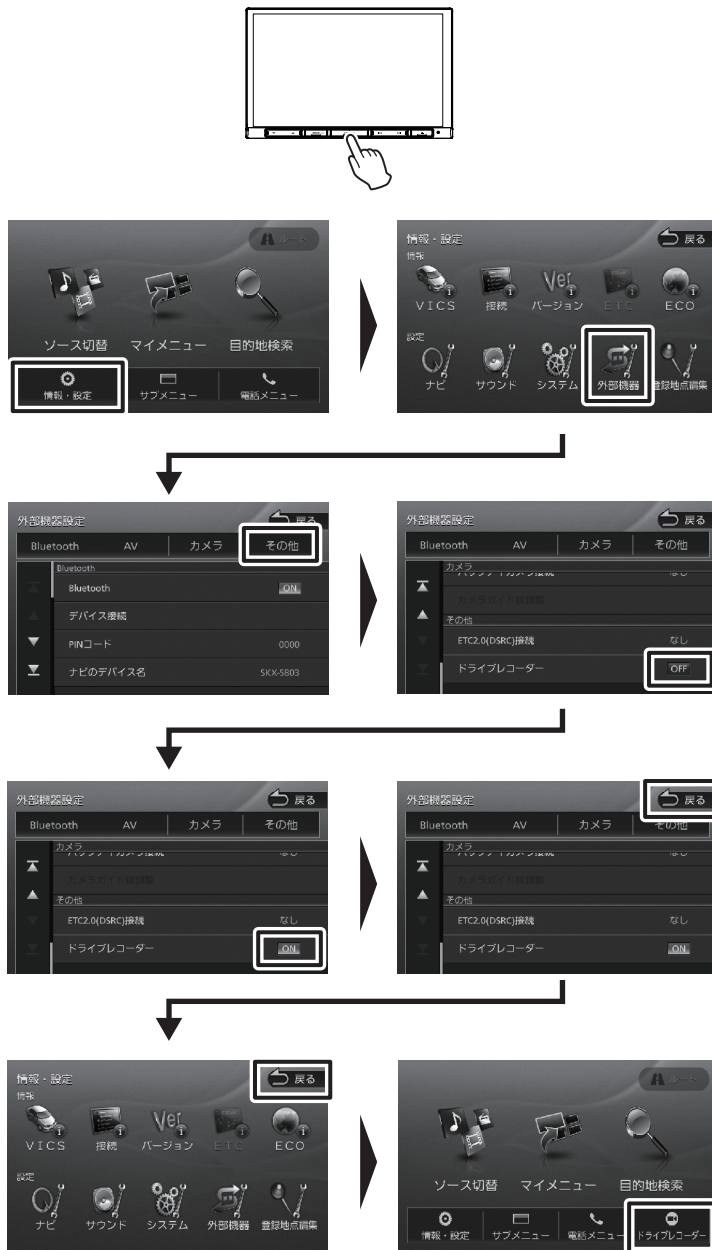 ルート
ソース切替 マイメニュー 目的地検索
情報・設定 サブメニュー 電話メニュー
情報・設定 戻る
情報
VICS 接続 バージョン ETC ECO
設定
ナビ サウンド システム 外部機器 登録地点編集
外部機器設定 戻る
Bluetooth AV カメラ その他
Bluetooth
Bluetooth ON
デバイス接続
PINコード 0000
ナビのデバイス名 SKX-S803
外部機器設定 戻る
Bluetooth AV カメラ その他
カメラ
なし
その他
ETC2.0(DSRC)接続 なし
ドライブレコーダー OFF
外部機器設定 戻る
Bluetooth AV カメラ その他
カメラ
なし
その他
ETC2.0(DSRC)接続 なし
ドライブレコーダー ON
外部機器設定 戻る
Bluetooth AV カメラ その他
カメラ
なし
その他
ETC2.0(DSRC)接続 なし
ドライブレコーダー ON
情報・設定 戻る
情報
VICS 接続 バージョン ETC ECO
設定
ナビ サウンド システム 外部機器 登録地点編集
ルート
ソース切替 マイメニュー 目的地検索
情報・設定 サブメニュー 電話メニュー ドライブレコーダー